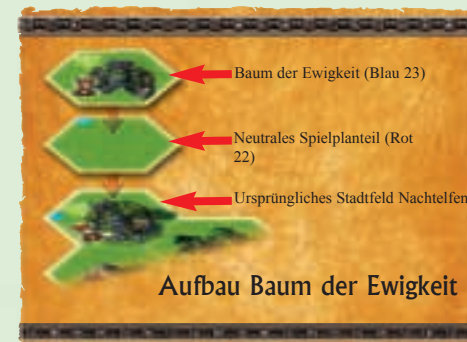 Baum der Ewigkeit (Blau 23)
Neutrales Spielplanteil (Rot
22)
Ursprüngliches Stadtfeld Nachtelfen
Aufbau Baum der Ewigkeit